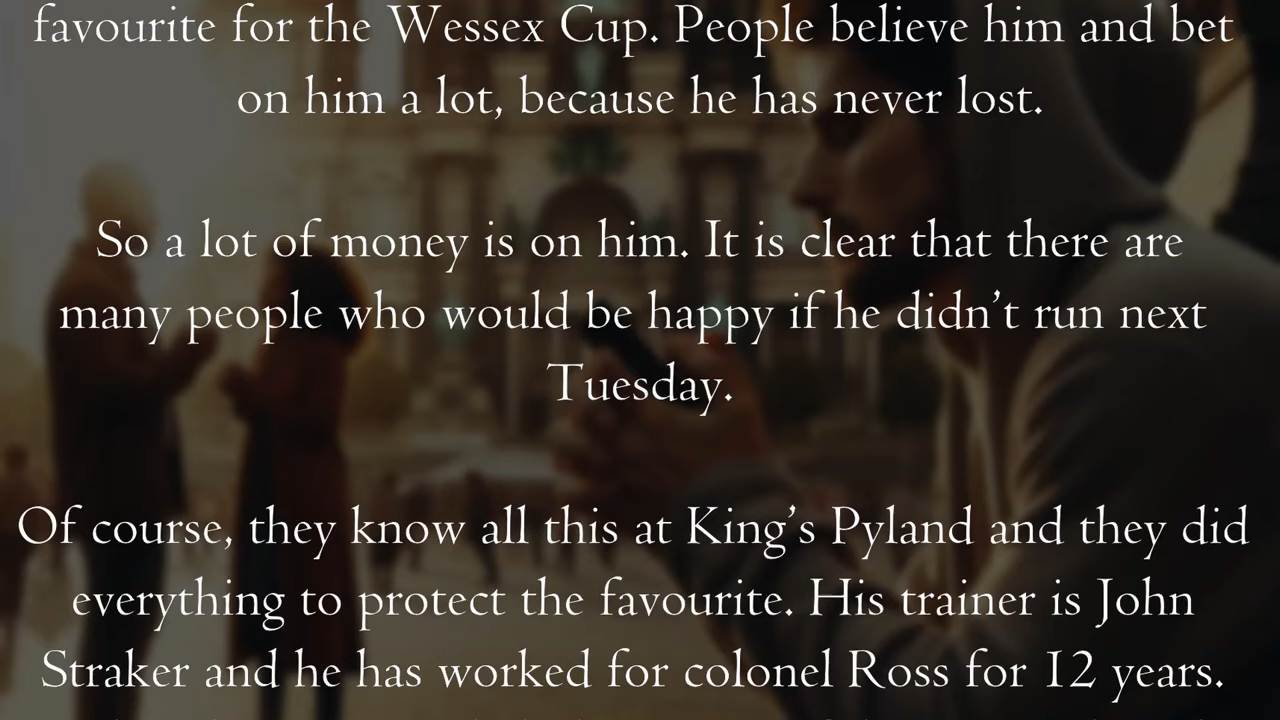 favourite for the Wessex Cup. People believe him and bet
on him a lot, because he has never lost.
So a lot of money is on him. It is clear that there are
many people who would be happy if he didn’t run next
Tuesday.
Of course, they know all this at King’s Pyland and they did
everything to protect the favourite. His trainer is John
Straker and he has worked for colonel Ross for 12 years.